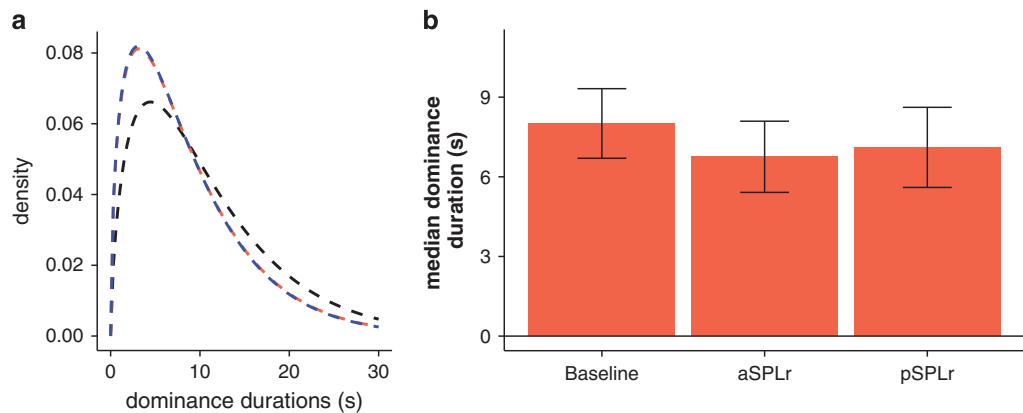 a
0.08
0.06
0.04
0.02
0.00
density
0
10
20
30
dominance durations (s)
b
9
6
3
0
median dominance
duration (s)
Baseline
aSPLr
pSPLr